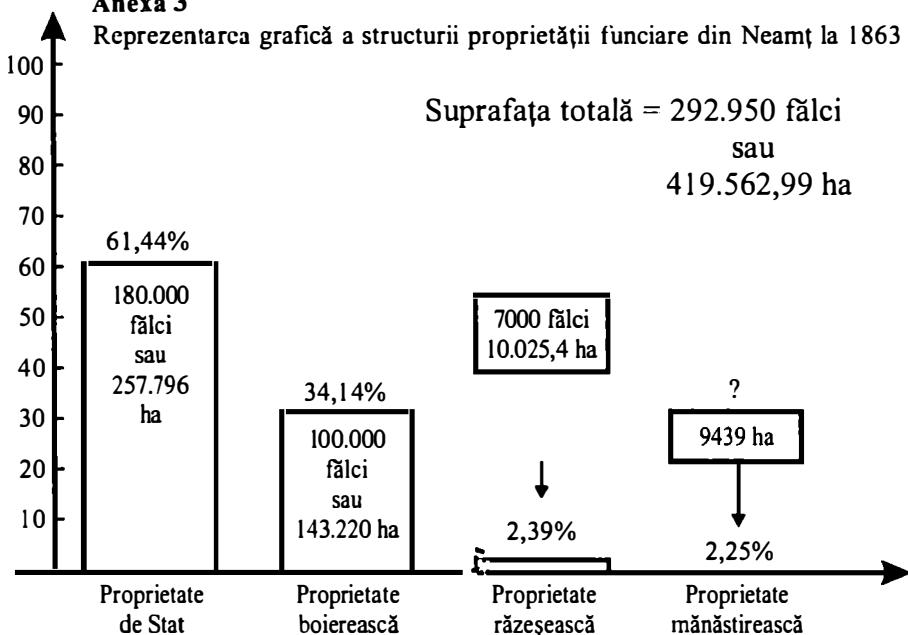 Anexa 3
Reprezentarea grafică a structurii proprietății funciare din Neamț la 1863
Suprafața totală = 292.950 fălci
sau
419.562,99 ha
100
90
80
70
60
50
40
30
20
10
61,44%
180.000
fălci
sau
257.796
ha
34,14%
100.000
fălci
sau
143.220 ha
7000 fălci
10.025,4 ha
2,39%
?
9439 ha
2,25%
Proprietate
de Stat
Proprietate
boierească
Proprietate
răzeșească
Proprietate
mănăstirească